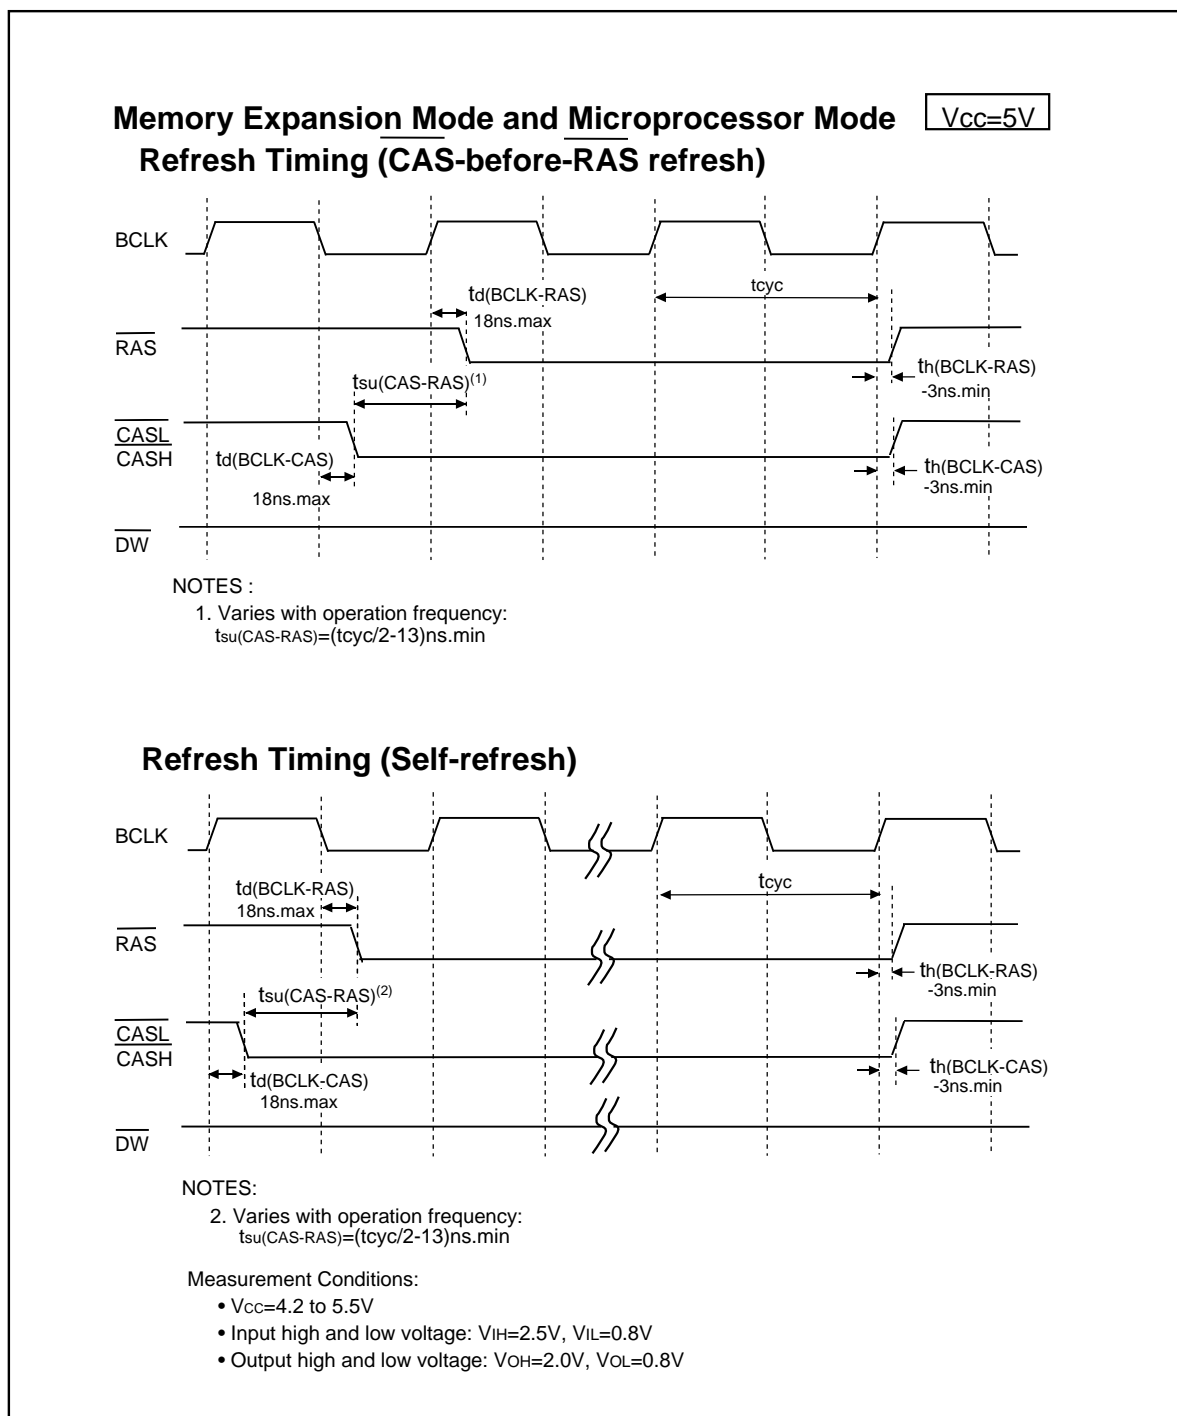 Memory Expansion Mode and Microprocessor Mode
Vcc=5V
Refresh Timing (CAS-before-RAS refresh)
BCLK
td(BCLK-RAS)
18ns.max
tcyc
RAS
th(BCLK-RAS)
-3ns.min
tsu(CAS-RAS)(1)
CASL
CASH
td(BCLK-CAS)
18ns.max
th(BCLK-CAS)
-3ns.min
DW
NOTES :
1. Varies with operation frequency:
tsu(CAS-RAS)=(tcyc/2-13)ns.min
Refresh Timing (Self-refresh)
BCLK
td(BCLK-RAS)
18ns.max
tcyc
RAS
th(BCLK-RAS)
-3ns.min
tsu(CAS-RAS)(2)
CASL
CASH
td(BCLK-CAS)
18ns.max
th(BCLK-CAS)
-3ns.min
DW
NOTES:
2. Varies with operation frequency:
tsu(CAS-RAS)=(tcyc/2-13)ns.min
Measurement Conditions:
• VCC=4.2 to 5.5V
• Input high and low voltage: VIH=2.5V, VIL=0.8V
• Output high and low voltage: VOH=2.0V, VOL=0.8V